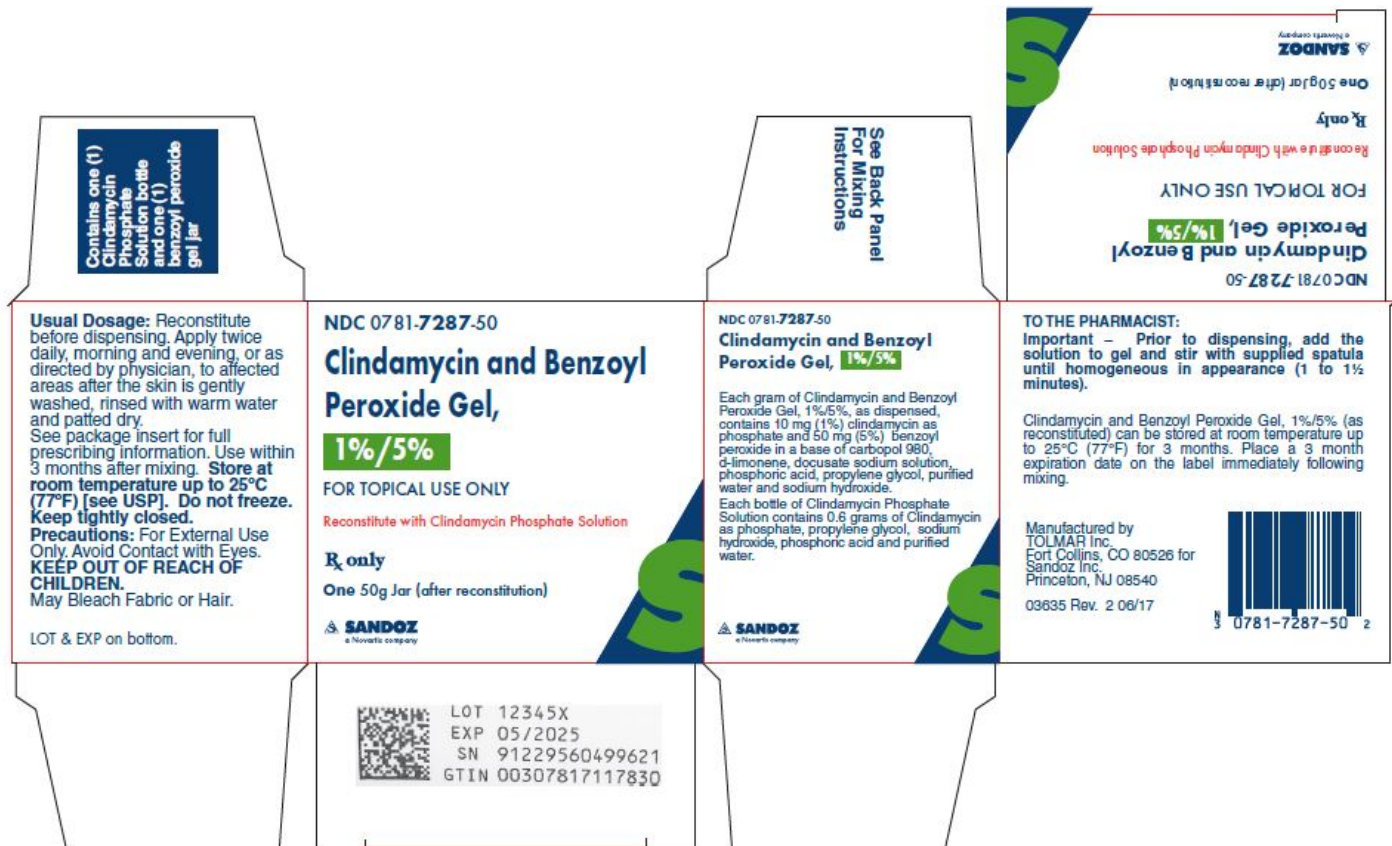 Contains one (1)
Clindamycin
Phosphate
Solution bottle
and one (1)
benzoyl peroxide
gel jar
See Back Panel
For Mixing
Instructions
NDC 0781-7287-50
Clindamycin and Benzoyl
Peroxide Gel, 1%/5%
FOR TOPICAL USE ONLY
Reconstitute with Clindamycin Phosphate Solution
Rx only
One 50g Jar (after reconstitution)
SANDOZ
a Novartis company
S
Usual Dosage: Reconstitute
before dispensing. Apply twice
daily, morning and evening, or as
directed by physician, to affected
areas after the skin is gently
washed, rinsed with warm water
and patted dry.
See package insert for full
prescribing information. Use within
3 months after mixing. Store at
room temperature up to 25°C
(77°F) [see USP]. Do not freeze.
Keep tightly closed.
Precautions: For External Use
Only. Avoid Contact with Eyes.
KEEP OUT OF REACH OF
CHILDREN.
May Bleach Fabric or Hair.
LOT & EXP on bottom.
NDC 0781-7287-50
Clindamycin and Benzoyl
Peroxide Gel,
1%/5%
FOR TOPICAL USE ONLY
Reconstitute with Clindamycin Phosphate Solution
Rx only
One 50g Jar (after reconstitution)
SANDOZ
a Novartis company
S
NDC 0781-7287-50
Clindamycin and Benzoyl
Peroxide Gel, 1%/5%
Each gram of Clindamycin and Benzoyl
Peroxide Gel, 1%/5%, as dispensed,
contains 10 mg (1%) clindamycin as
phosphate and 50 mg (5%) benzoyl
peroxide in a base of carbopol 980,
d-limonene, docusate sodium solution,
phosphoric acid, propylene glycol, purified
water and sodium hydroxide.
Each bottle of Clindamycin Phosphate
Solution contains 0.6 grams of Clindamycin
as phosphate, propylene glycol, sodium
hydroxide, phosphoric acid and purified
water.
SANDOZ
a Novartis company
S
TO THE PHARMACIST:
Important – Prior to dispensing, add the
solution to gel and stir with supplied spatula
until homogeneous in appearance (1 to 1½
minutes).
Clindamycin and Benzoyl Peroxide Gel, 1%/5% (as
reconstituted) can be stored at room temperature up
to 25°C (77°F) for 3 months. Place a 3 month
expiration date on the label immediately following
mixing.
Manufactured by
TOLMAR Inc.
Fort Collins, CO 80526 for
Sandoz Inc.
Princeton, NJ 08540
03635 Rev. 2 06/17
N
3 0781-7287-50 2
LOT 12345X
EXP 05/2025
SN 91229560499621
GTIN 00307817117830